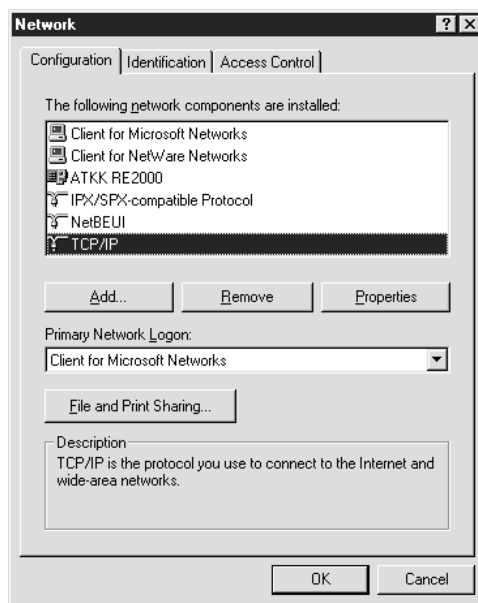 Network
Configuration Identification Access Control
The following network components are installed:
Client for Microsoft Networks
Client for NetWare Networks
ATKK RE2000
IPX/SPX-compatible Protocol
NetBEUI
TCP/IP
Add... Remove Properties
Primary Network Logon:
Client for Microsoft Networks
File and Print Sharing...
Description
TCP/IP is the protocol you use to connect to the Internet and
wide-area networks.
OK Cancel